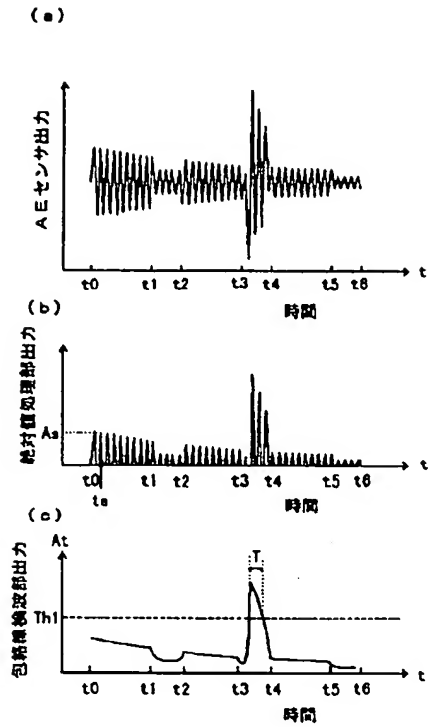 (a)
AEセンサ出力
t0 t1 t2 t3 t4 t5 t6 t
時間
(b)
絶対値処理部出力
As
t0 t1 t2 t3 t4 t5 t6 t
ts
時間
(c)
包絡線検波部出力
At
T
Th1
t0 t1 t2 t3 t4 t5 t6 t
時間